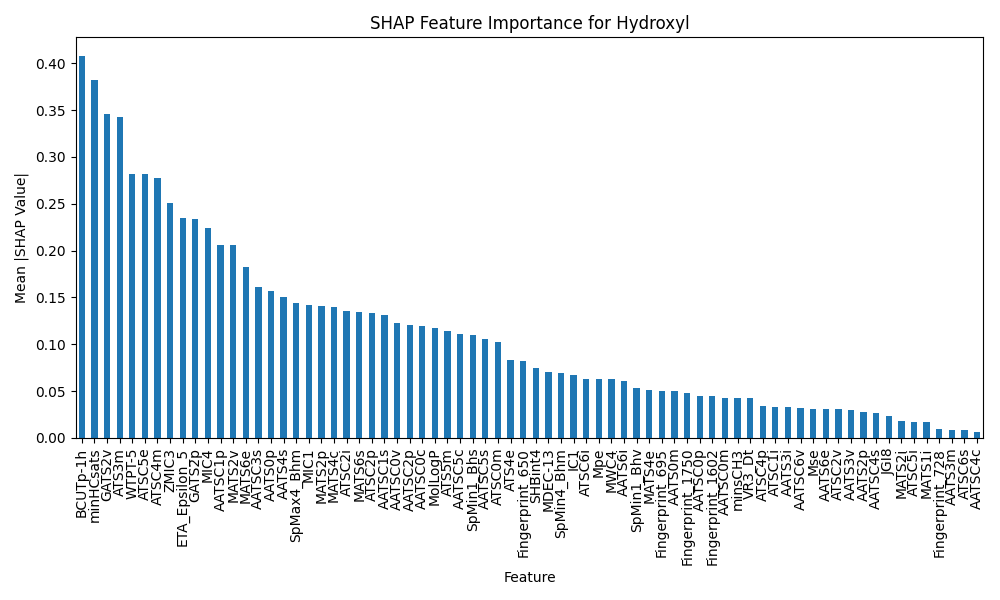 SHAP Feature Importance for Hydroxyl
Mean |SHAP Value|
0.40
0.35
0.30
0.25
0.20
0.15
0.10
0.05
0.00
BCUTp-1h
minHCsats
GATS2v
ATS3m
WTPT-5
ATSC5e
ATSC4m
ZMIC3
ETA_Epsilon_5
GATS2p
MIC4
AATSC1p
MATS2v
MATS6e
AATSC3s
AATS0p
AATS4s
SpMax4_Bhm
MIC1
MATS2p
MATS4c
ATSC2i
MATS6s
ATSC2p
AATSC1s
AATSC0v
AATSC2p
AATSC0c
MolLogP
ATS5m
AATSC5c
SpMin1_Bhs
AATSC5s
ATSC0m
ATS4e
Fingerprint_650
SHBint4
MDEC-13
SpMin4_Bhm
IC1
ATSC6i
Mpe
MWC4
AATS6i
SpMin1_Bhv
MATS4e
Fingerprint_695
AATS0m
Fingerprint_1750
AATSC0p
Fingerprint_1602
AATSC0m
minsCH3
VR3_Dt
ATSC4p
ATSC1i
AATS3i
AATSC6v
Mse
AATS6s
ATSC2v
AATS3v
AATS2p
AATSC4s
JGI8
MATS2i
ATSC5i
MATS1i
Fingerprint_728
AATS3m
ATSC6s
AATSC4c
Feature